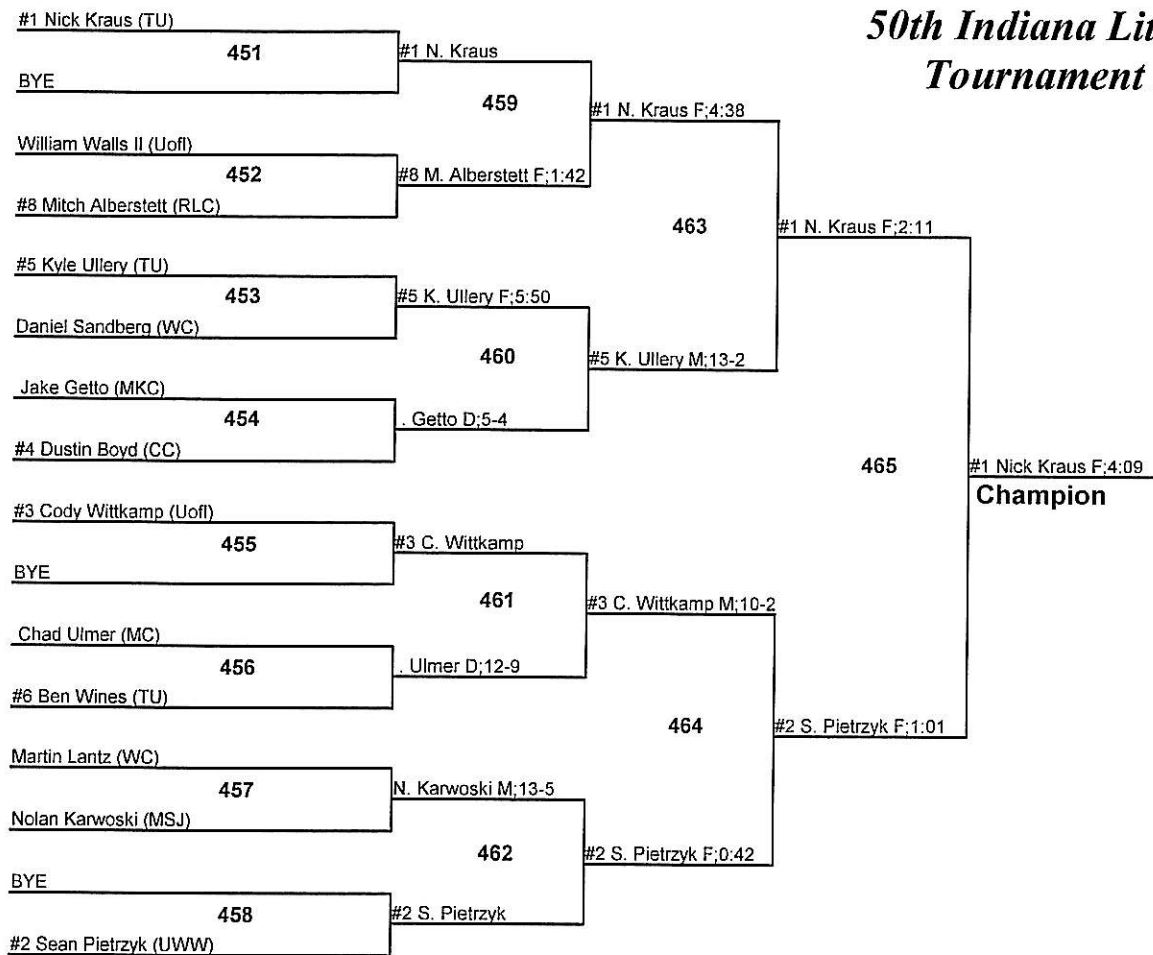 50th Indiana Lit
Tournament
#1 Nick Kraus (TU)
451
BYE
#1 N. Kraus
459
William Walls II (UofI)
452
#8 Mitch Alberstett (RLC)
#8 M. Alberstett F;1:42
#1 N. Kraus F;4:38
463
#5 Kyle Ullery (TU)
453
Daniel Sandberg (WC)
#5 K. Ullery F;5:50
460
Jake Getto (MKC)
454
#4 Dustin Boyd (CC)
. Getto D;5-4
#5 K. Ullery M;13-2
#1 N. Kraus F;2:11
465
#1 Nick Kraus F;4:09
Champion
#3 Cody Wittkamp (UofI)
455
BYE
#3 C. Wittkamp
461
Chad Ulmer (MC)
456
#6 Ben Wines (TU)
. Ulmer D;12-9
#3 C. Wittkamp M;10-2
464
Martin Lantz (WC)
457
Nolan Karwoski (MSJ)
N. Karwoski M;13-5
462
BYE
458
#2 Sean Pietrzyk (UWW)
#2 S. Pietrzyk
#2 S. Pietrzyk F;0:42
#2 S. Pietrzyk F;1:01